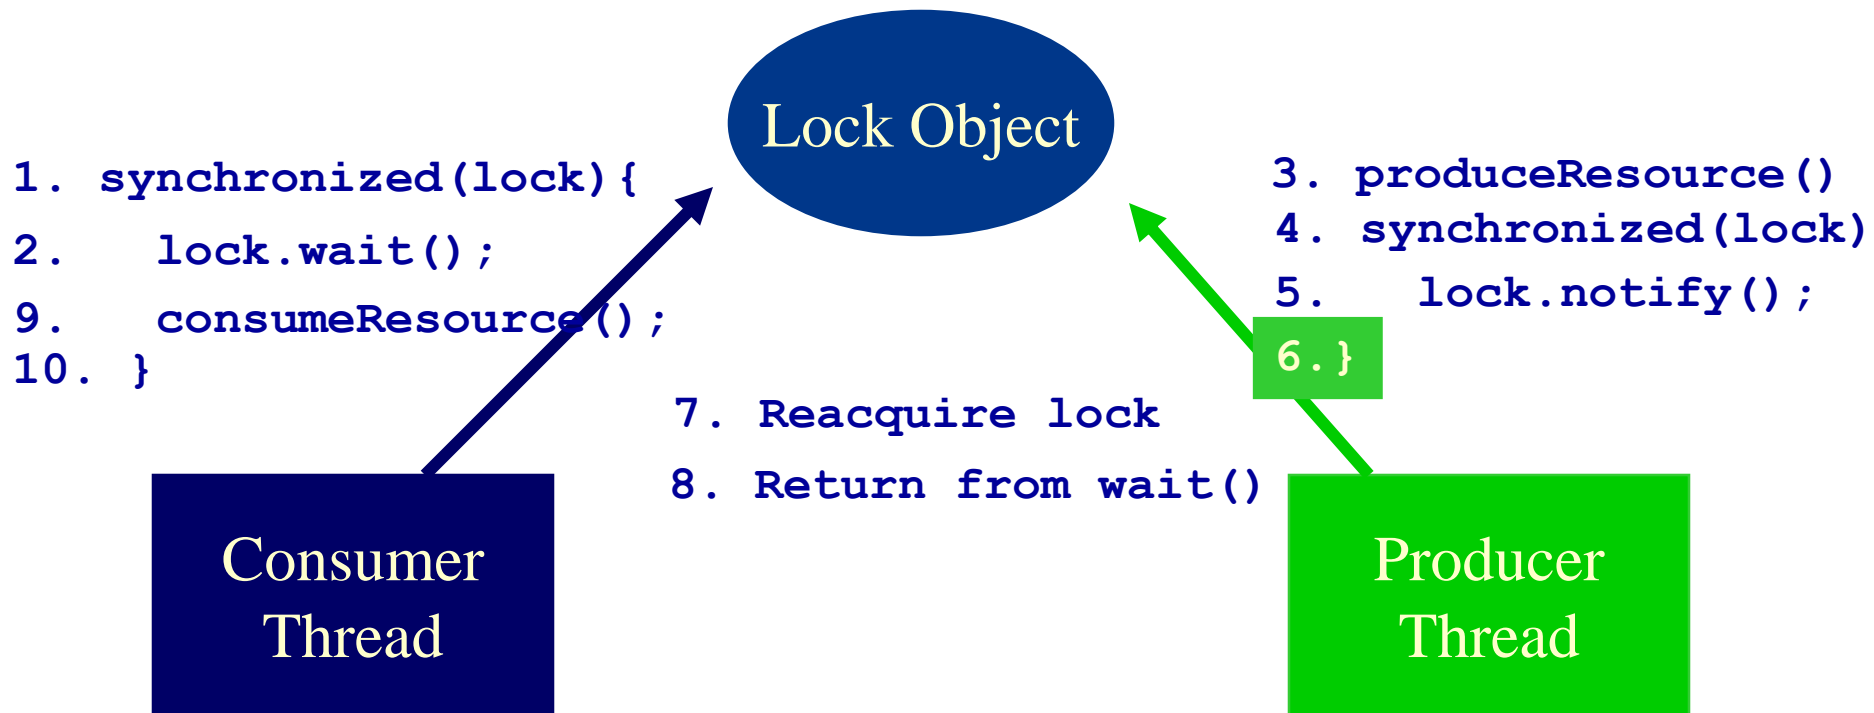 Lock Object
1. synchronized(lock){
2.   lock.wait();
9.   consumeResource();
10. }
3. produceResource()
4. synchronized(lock)
5.   lock.notify();
6.}
7. Reacquire lock
8. Return from wait()
Consumer
Thread
Producer
Thread